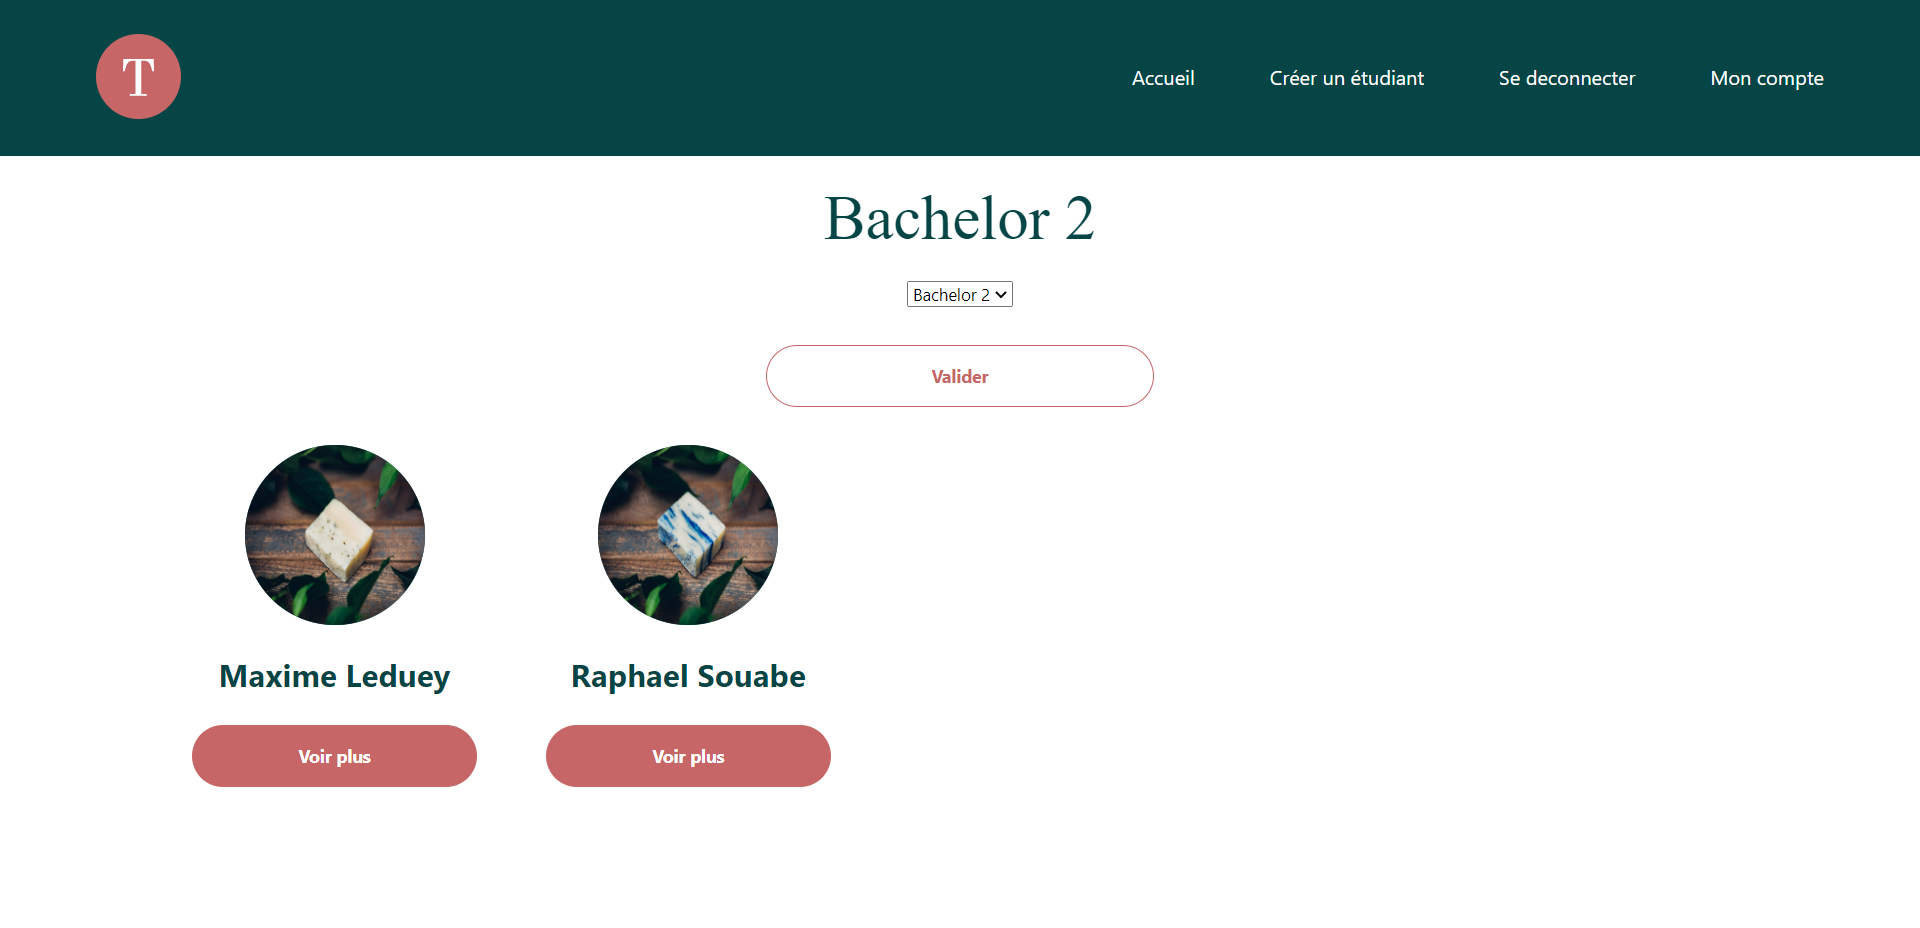 T
Accueil
Créer un étudiant
Se deconnecter
Mon compte
Bachelor 2
Bachelor 2
Valider
Maxime Leduey
Raphael Souabe
Voir plus
Voir plus